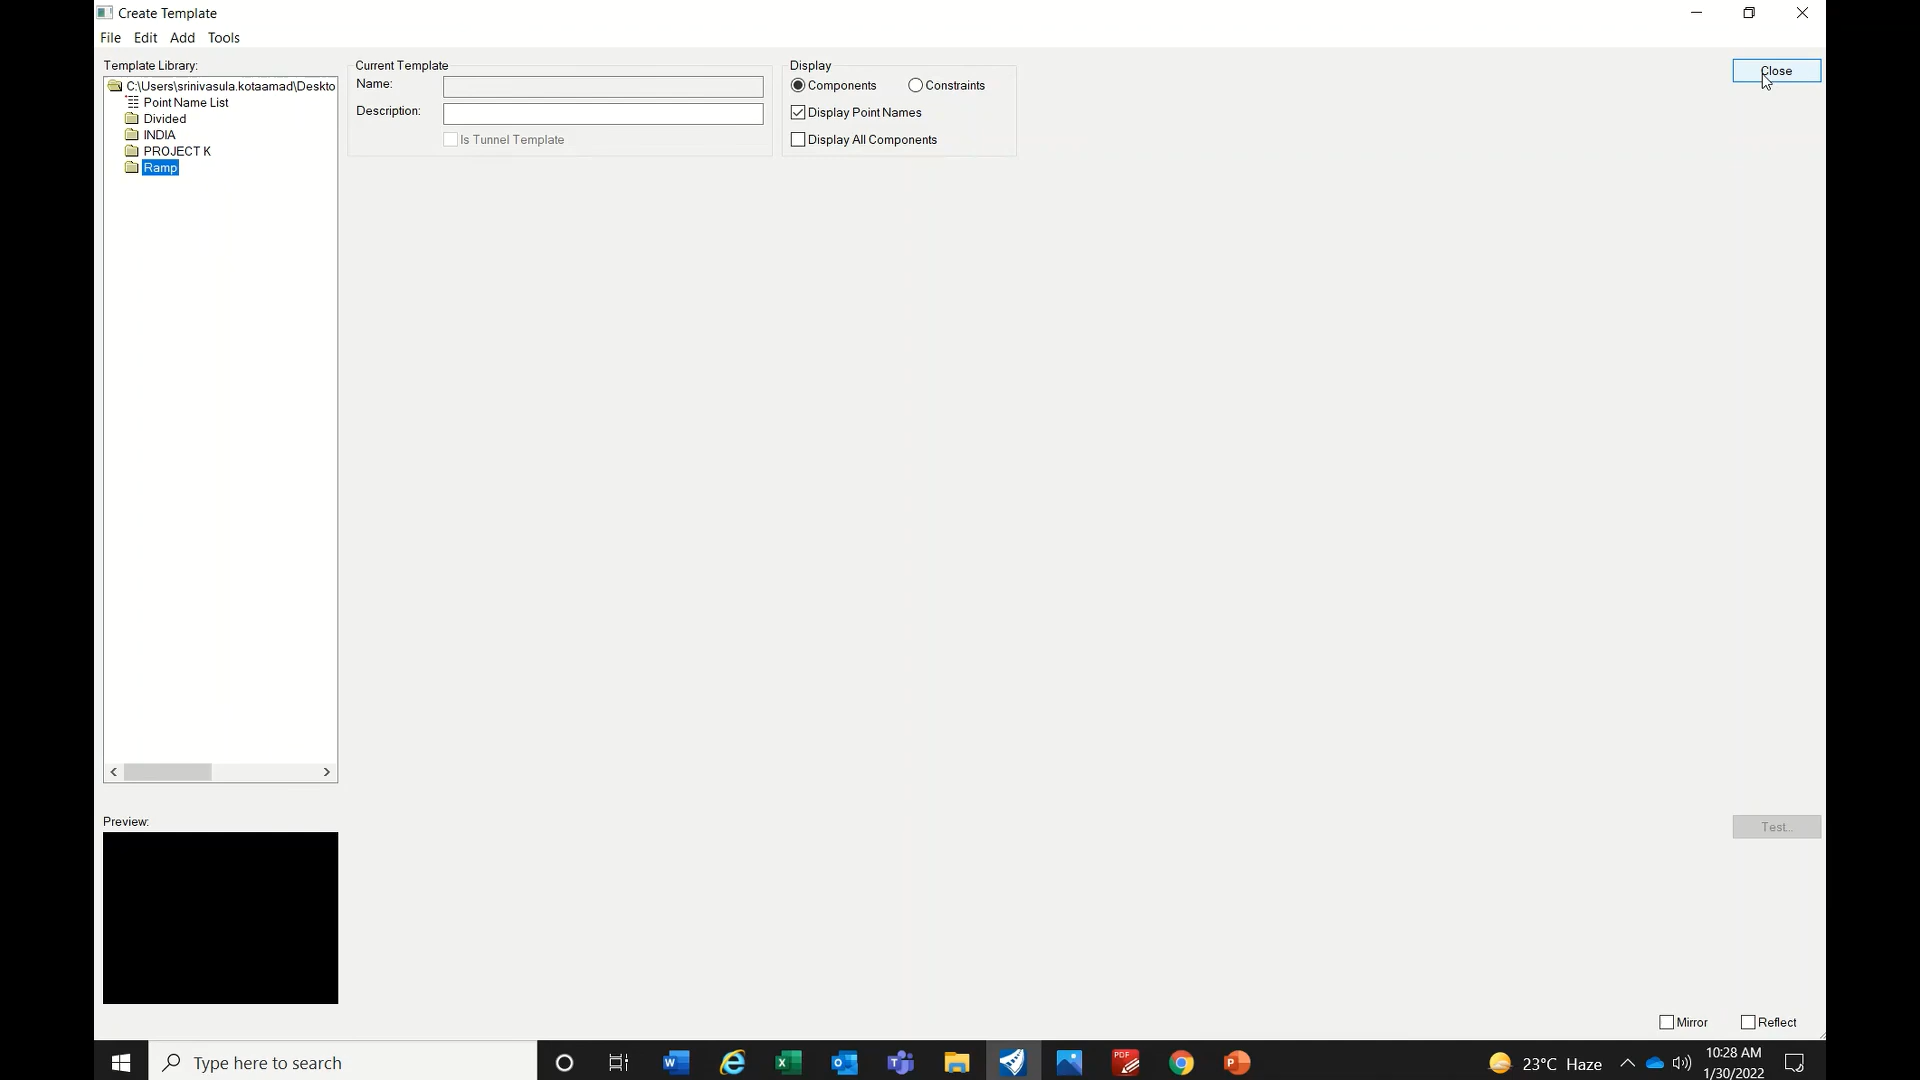 Create Template
File Edit Add Tools
Template Library:
C:\Users\srinivasula.kotaamad\Deskto
Point Name List
Divided
INDIA
PROJECT K
Ramp
Current Template
Name:
Description:
Is Tunnel Template
Display
Components Constraints
Display Point Names
Display All Components
Close
Preview:
Test...
Mirror Reflect
Type here to search
W
PDF
P
23°C Haze
10:28 AM
1/30/2022